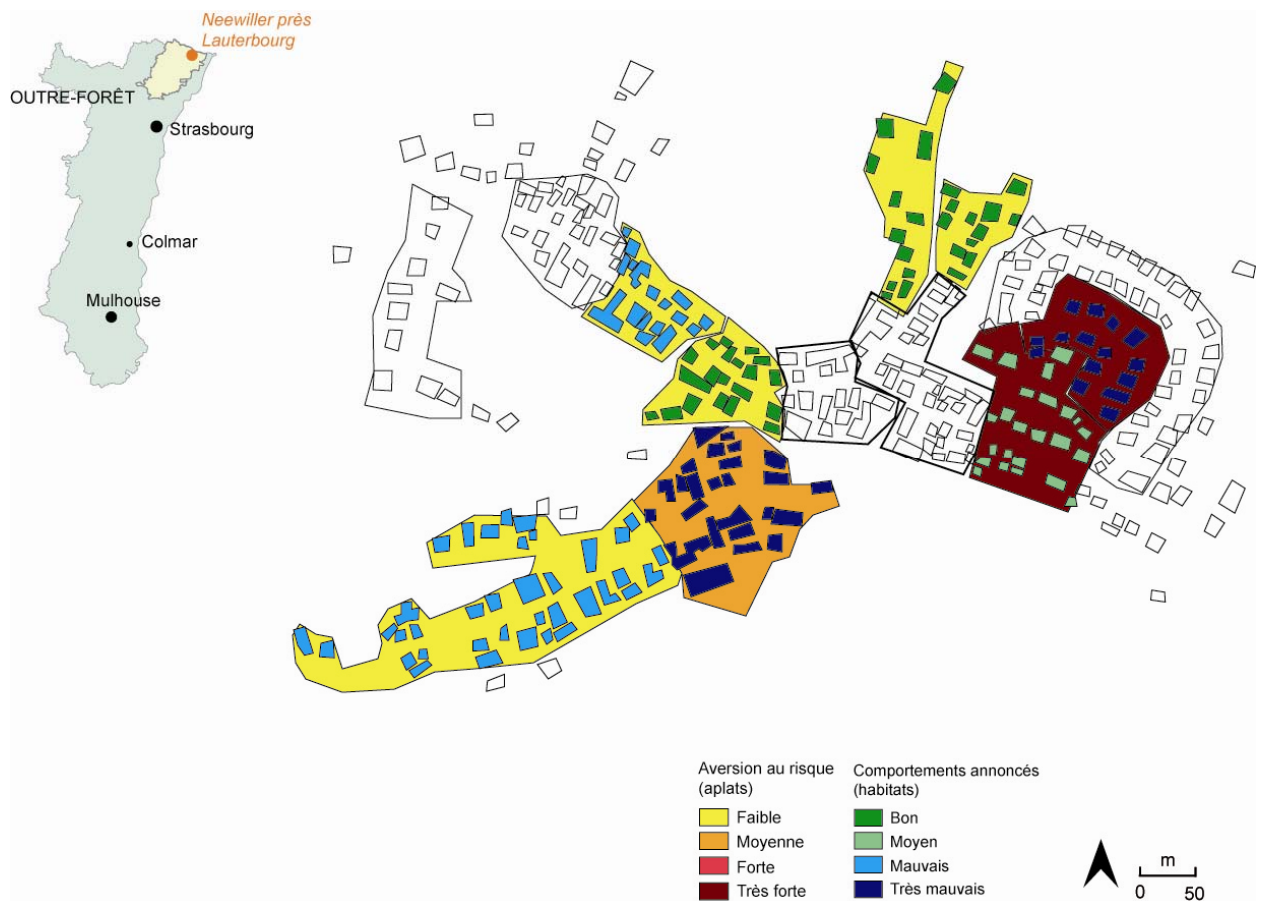 Neewiller près
Lauterbourg
OUTRE-FORÊT
Strasbourg
Colmar
Mulhouse
Aversion au risque
(aplats)
Faible
Moyenne
Forte
Très forte
Comportements annoncés
(habitats)
Bon
Moyen
Mauvais
Très mauvais
m
0 50